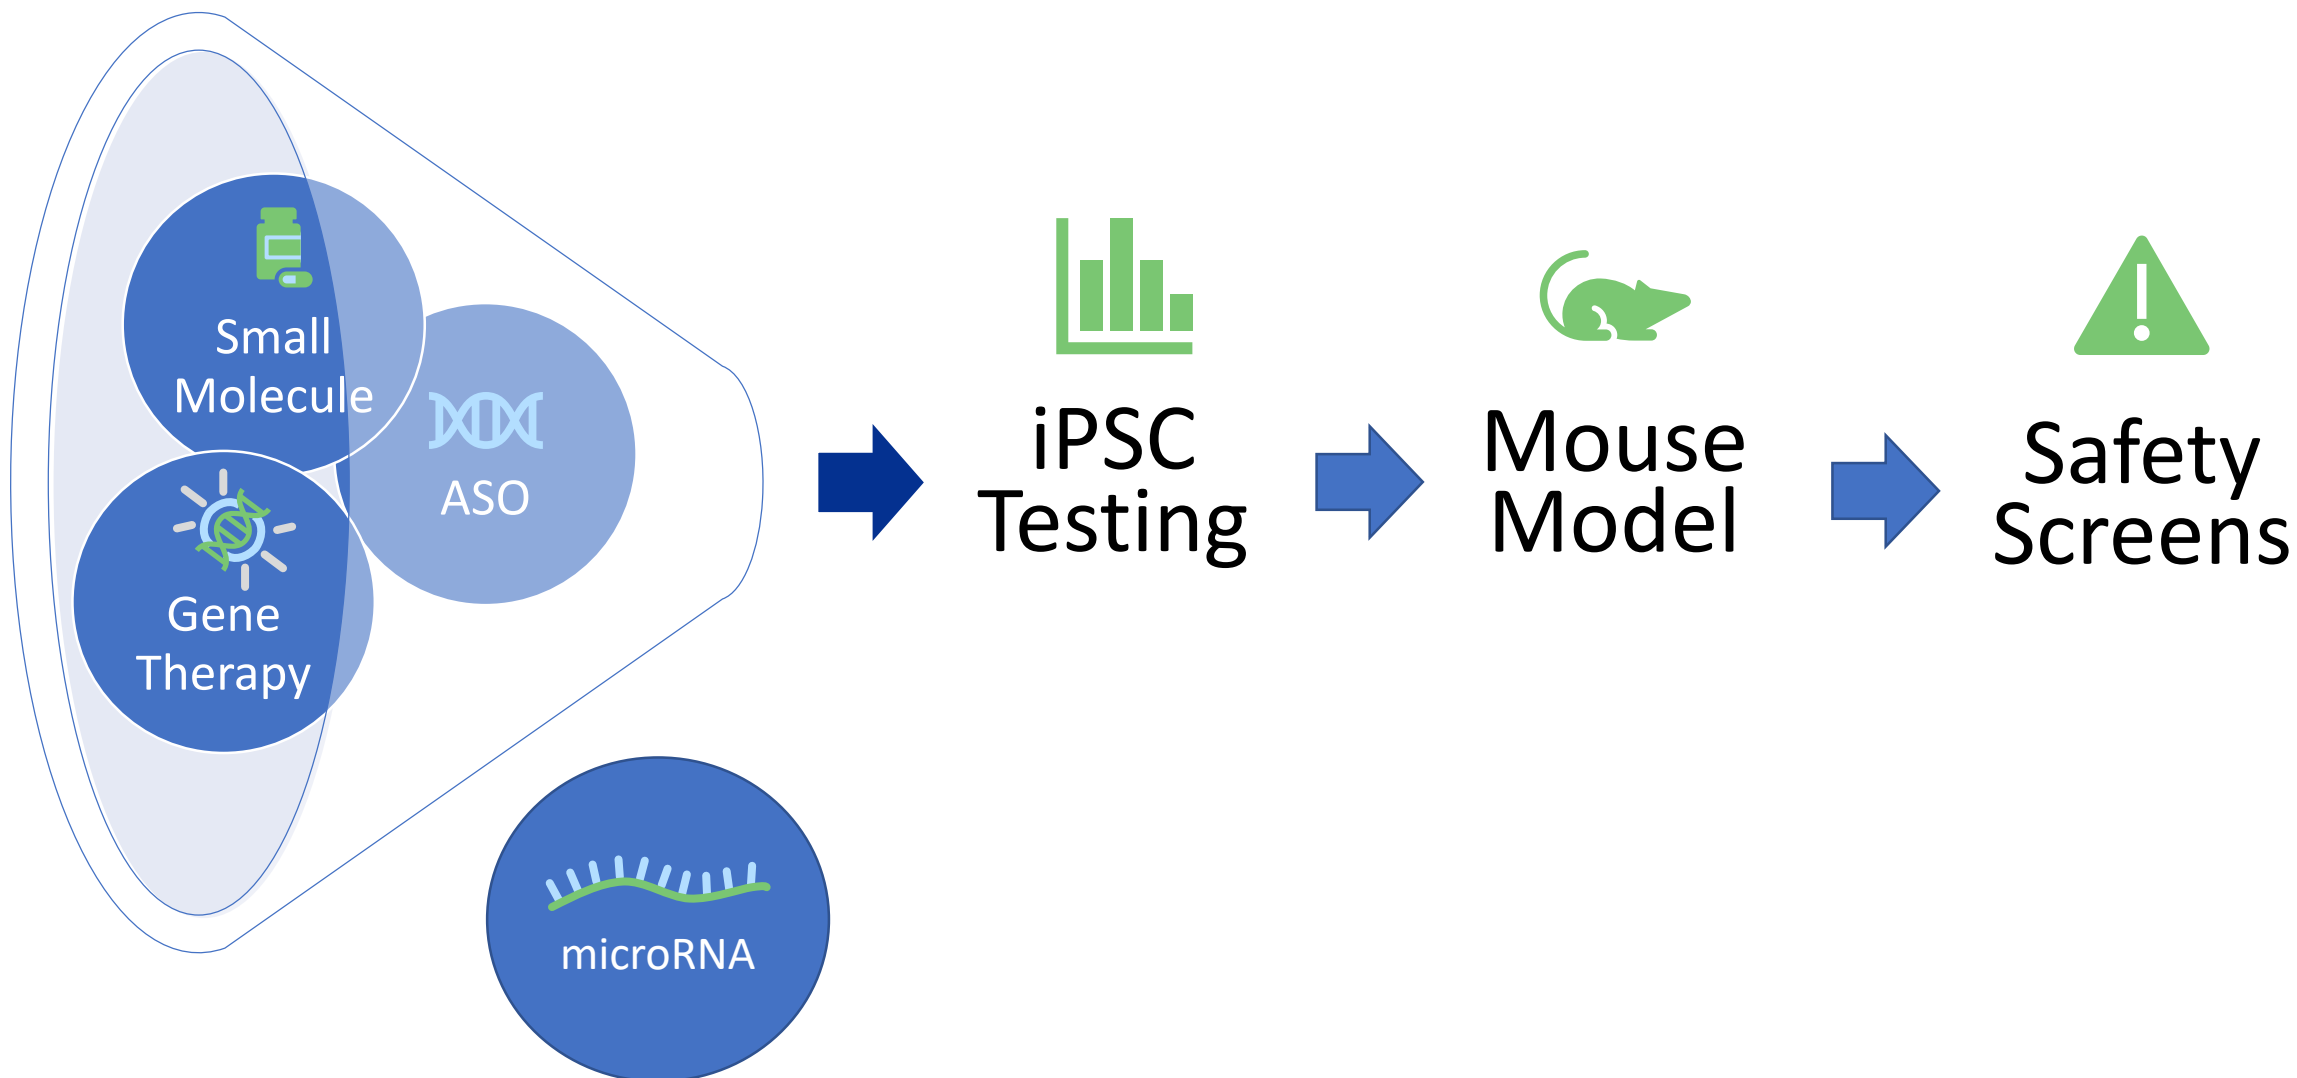 Small
Molecule
ASO
Gene
Therapy
microRNA
iPSC
Testing
Mouse
Model
Safety
Screens